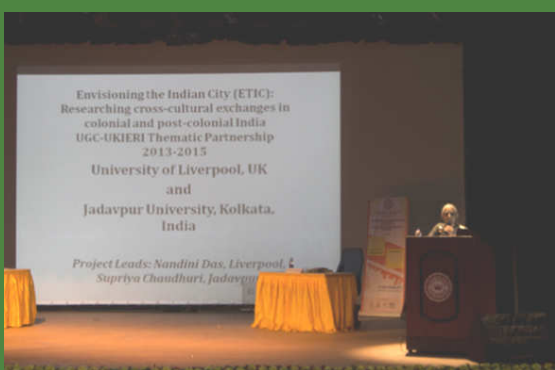 Envisioning the Indian City (ETIC):
Researching cross-cultural exchanges in
colonial and post-colonial India
UGC-UKIERI Thematic Partnership
2013-2015
University of Liverpool, UK
and
Jadavpur University, Kolkata,
India
Project Leads: Nandini Das, Liverpool,
Supriya Chaudhuri,